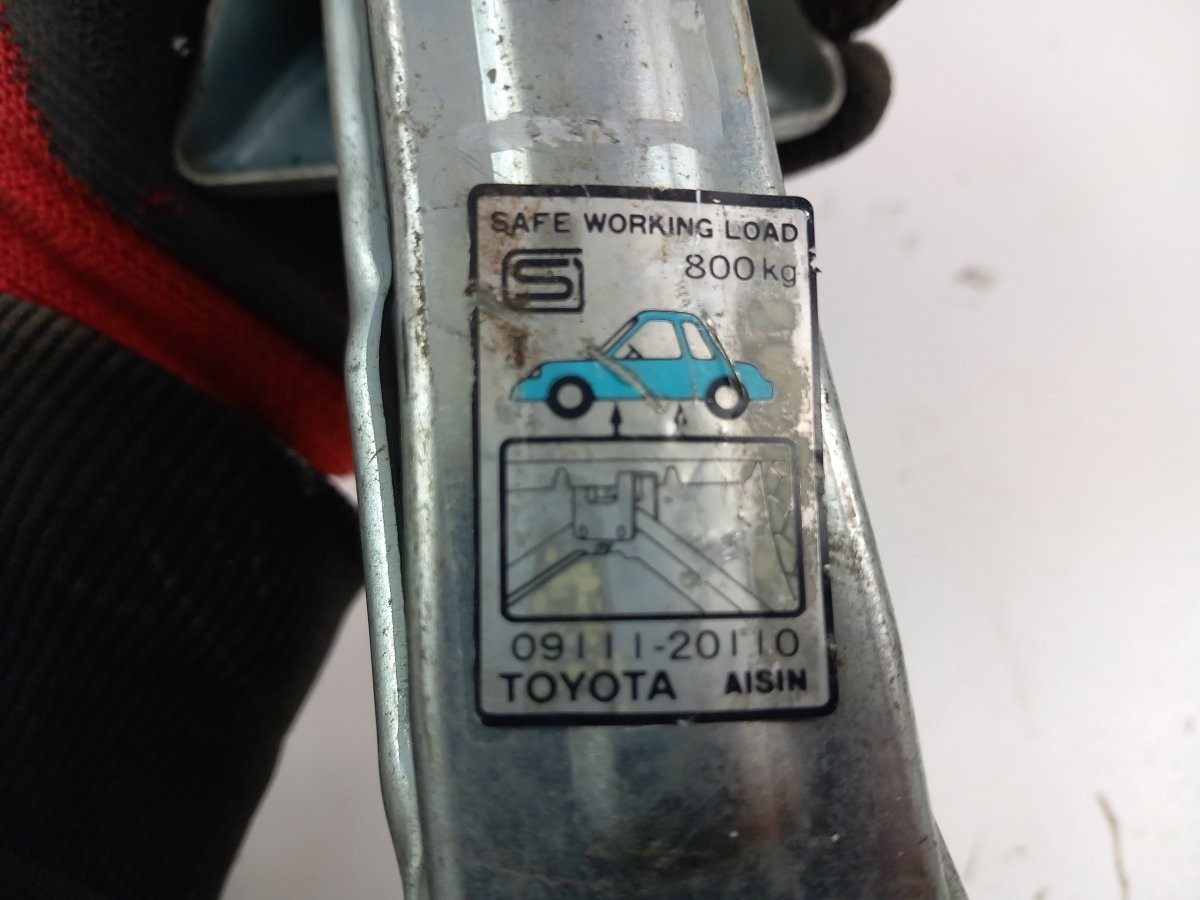 SAFE WORKING LOAD
S
800kg
09111-20110
TOYOTA AISIN